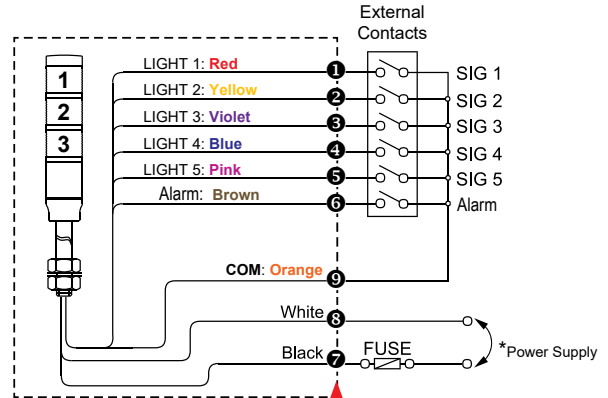 External
Contacts
1
2
3
LIGHT 1: Red
1
SIG 1
LIGHT 2: Yellow
2
SIG 2
LIGHT 3: Violet
3
SIG 3
LIGHT 4: Blue
4
SIG 4
LIGHT 5: Pink
5
SIG 5
Alarm: Brown
6
Alarm
COM: Orange
9
White
8
Black
7
FUSE
*Power Supply